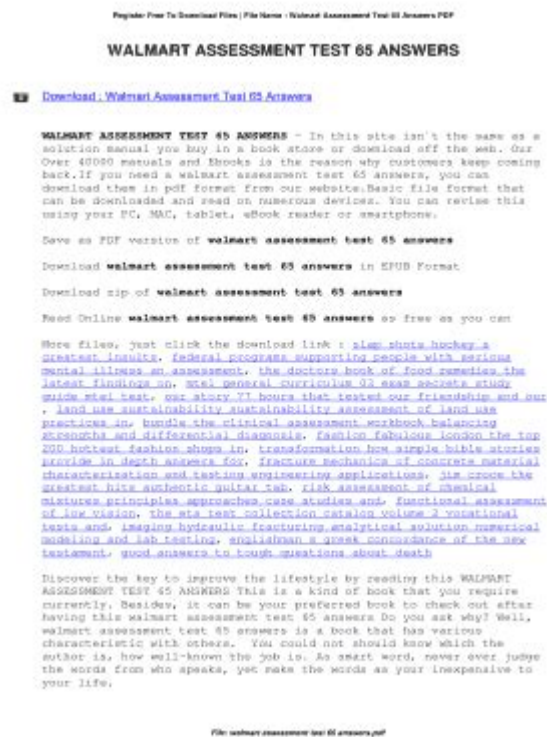 Register Free To Download Files | File Name : Walmart Assessment Test 65 Answers PDF
WALMART ASSESSMENT TEST 65 ANSWERS
Download : Walmart Assessment Test 65 Answers
WALMART ASSESSMENT TEST 65 ANSWERS - In this site isn't the same as a
solution manual you buy in a book store or download off the web. Our
Over 40000 manuals and Ebooks is the reason why customers keep coming
back.If you need a walmart assessment test 65 answers, you can
download them in pdf format from our website.Basic file format that
can be downloaded and read on numerous devices. You can revise this
using your PC, MAC, tablet, eBook reader or smartphone.
Save as PDF version of walmart assessment test 65 answers
Download walmart assessment test 65 answers in EPUB Format
Download zip of walmart assessment test 65 answers
Read Online walmart assessment test 65 answers as free as you can
More files, just click the download link : slap shots hockey s
greatest insults, federal programs supporting people with serious
mental illness an assessment, the doctors book of food remedies the
latest findings on, mtel general curriculum 03 exam secrets study
guide mtel test, our story 77 hours that tested our friendship and our
, land use sustainability sustainability assessment of land use
practices in, bundle the clinical assessment workbook balancing
strengths and differential diagnosis, fashion fabulous london the top
200 hottest fashion shops in, transformation how simple bible stories
provide in depth answers for, fracture mechanics of concrete material
characterization and testing engineering applications, jim croce the
greatest hits authentic guitar tab, risk assessment of chemical
mixtures principles approaches case studies and, functional assessment
of low vision, the ets test collection catalog volume 2 vocational
tests and, imaging hydraulic fracturing analytical solution numerical
modeling and lab testing, englishman s greek concordance of the new
testament, good answers to tough questions about death
Discover the key to improve the lifestyle by reading this WALMART
ASSESSMENT TEST 65 ANSWERS This is a kind of book that you require
currently. Besides, it can be your preferred book to check out after
having this walmart assessment test 65 answers Do you ask why? Well,
walmart assessment test 65 answers is a book that has various
characteristic with others. You could not should know which the
author is, how well-known the job is. As smart word, never ever judge
the words from who speaks, yet make the words as your inexpensive to
your life.
File: walmart assessment test 65 answers.pdf